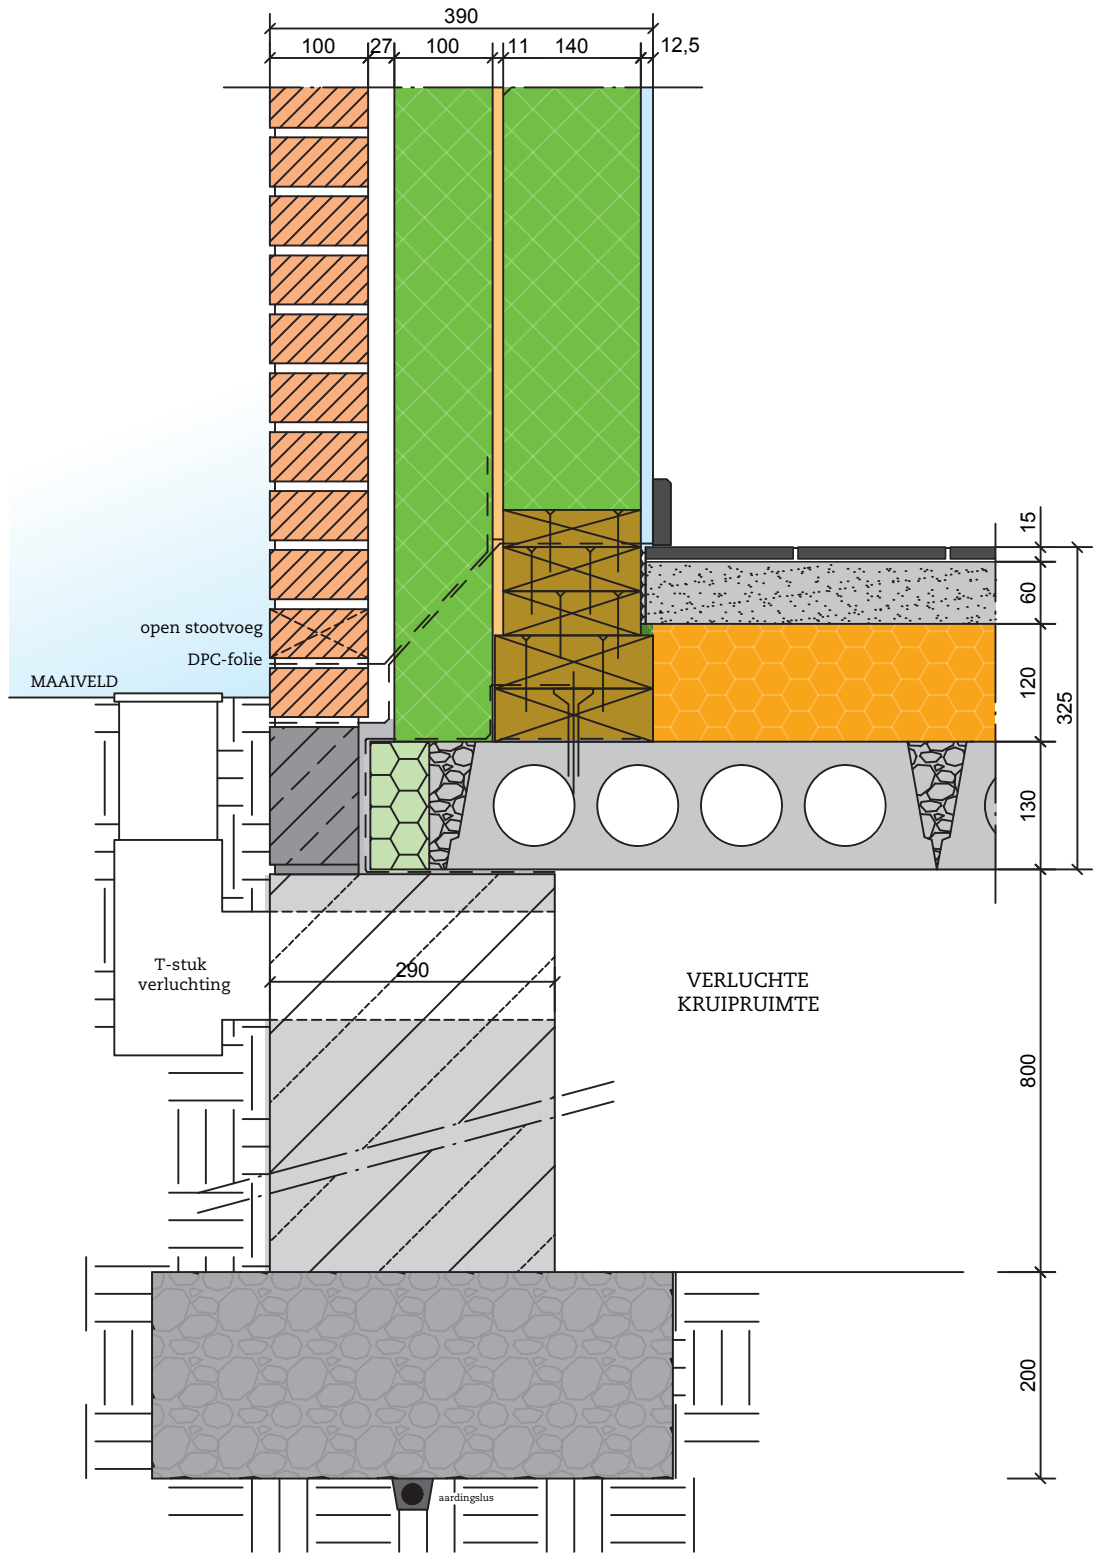 390
100 27 100 11 140 12,5
15
60
open stootvoeg
DPC-folie
MAAIVELD
120
325
130
T-stuk
verluchting
290
VERLUCHTE
KRUIPRUIMTE
800
200
aardingslus